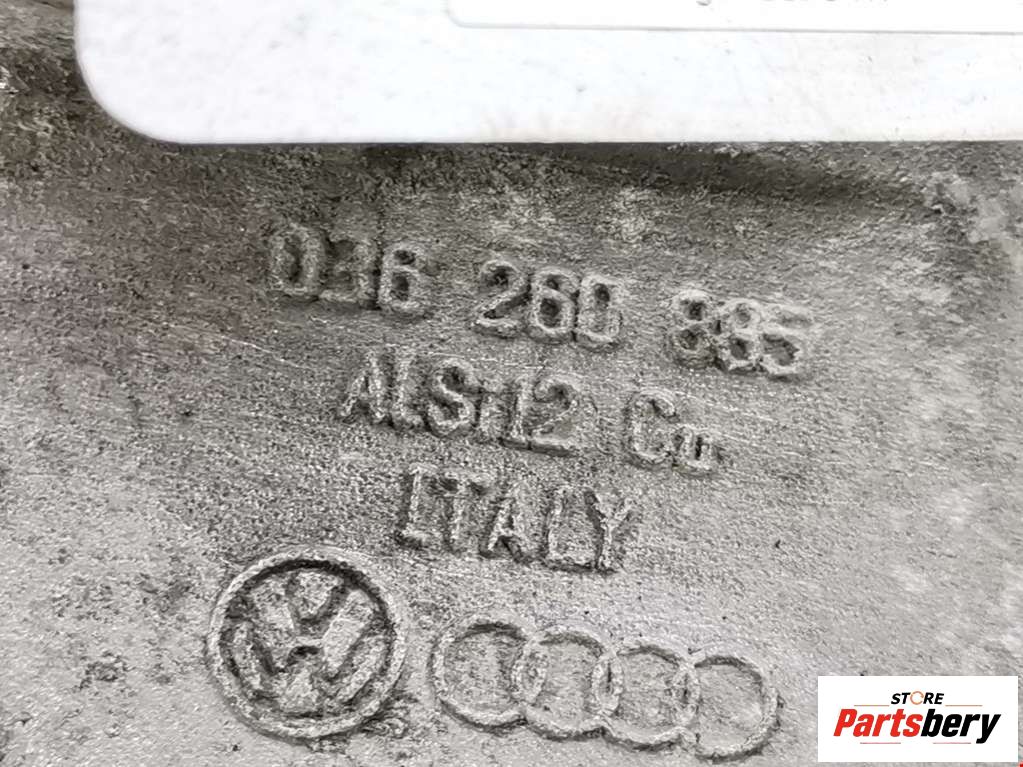 036 260 885
AlSi12 Cu
ITALY
STORE
Partsbery